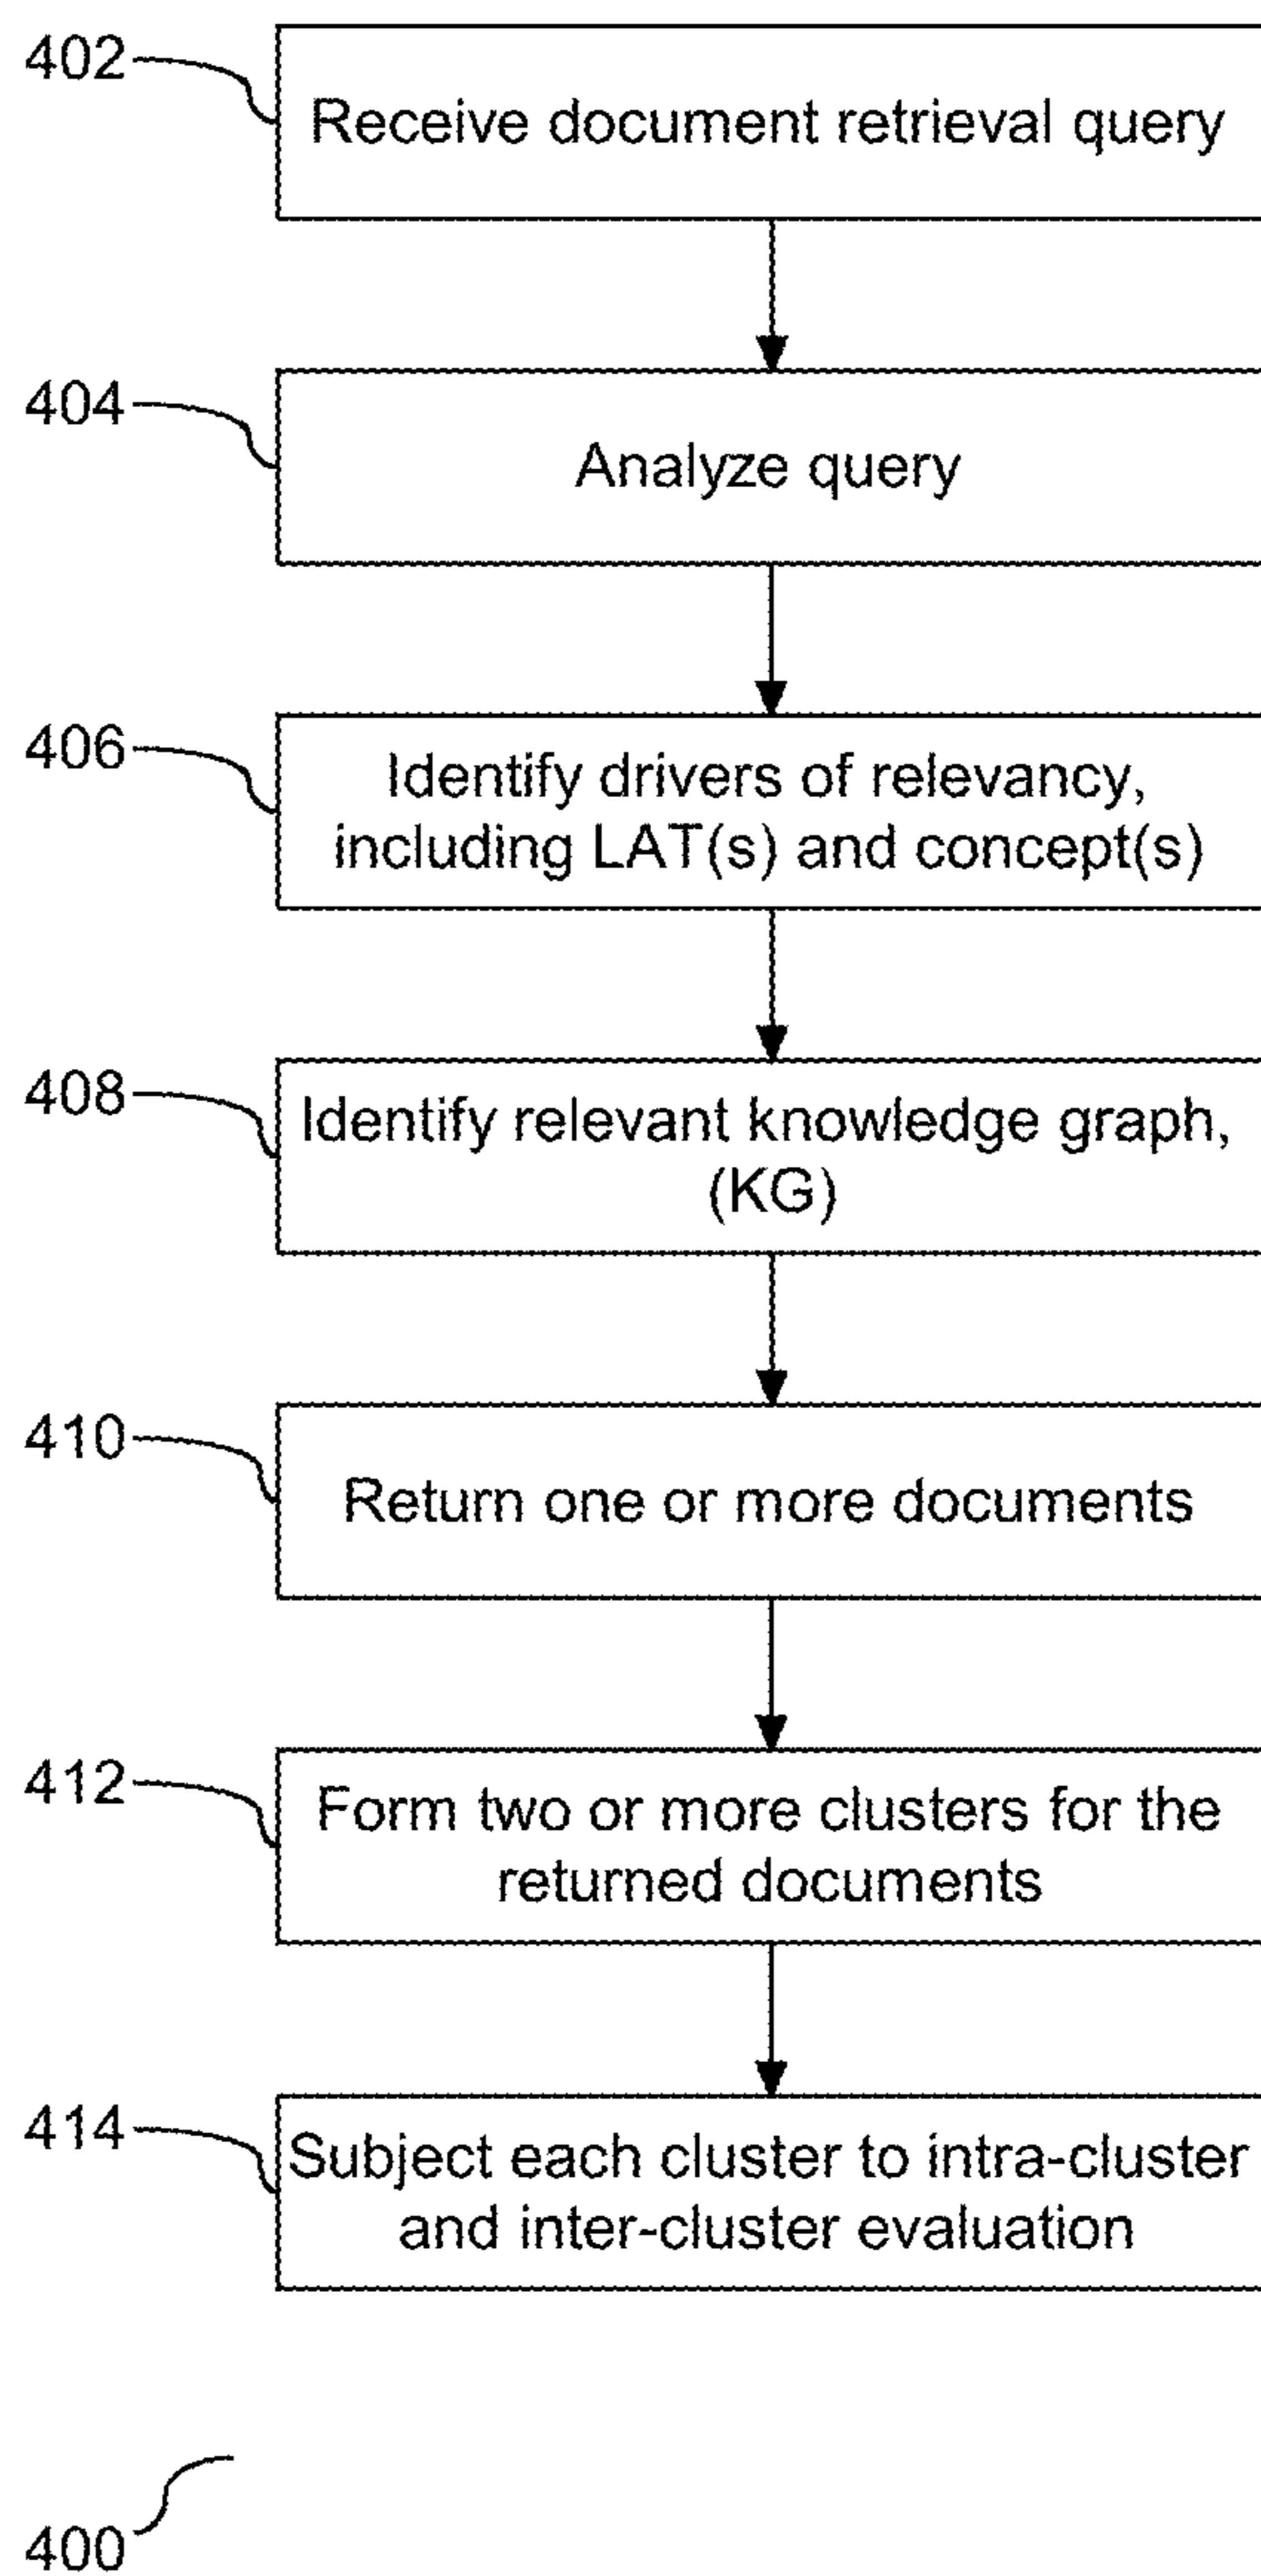 402
Receive document retrieval query
404
Analyze query
406
Identify drivers of relevancy,
including LAT(s) and concept(s)
408
Identify relevant knowledge graph,
(KG)
410
Return one or more documents
412
Form two or more clusters for the
returned documents
414
Subject each cluster to intra-cluster
and inter-cluster evaluation
400